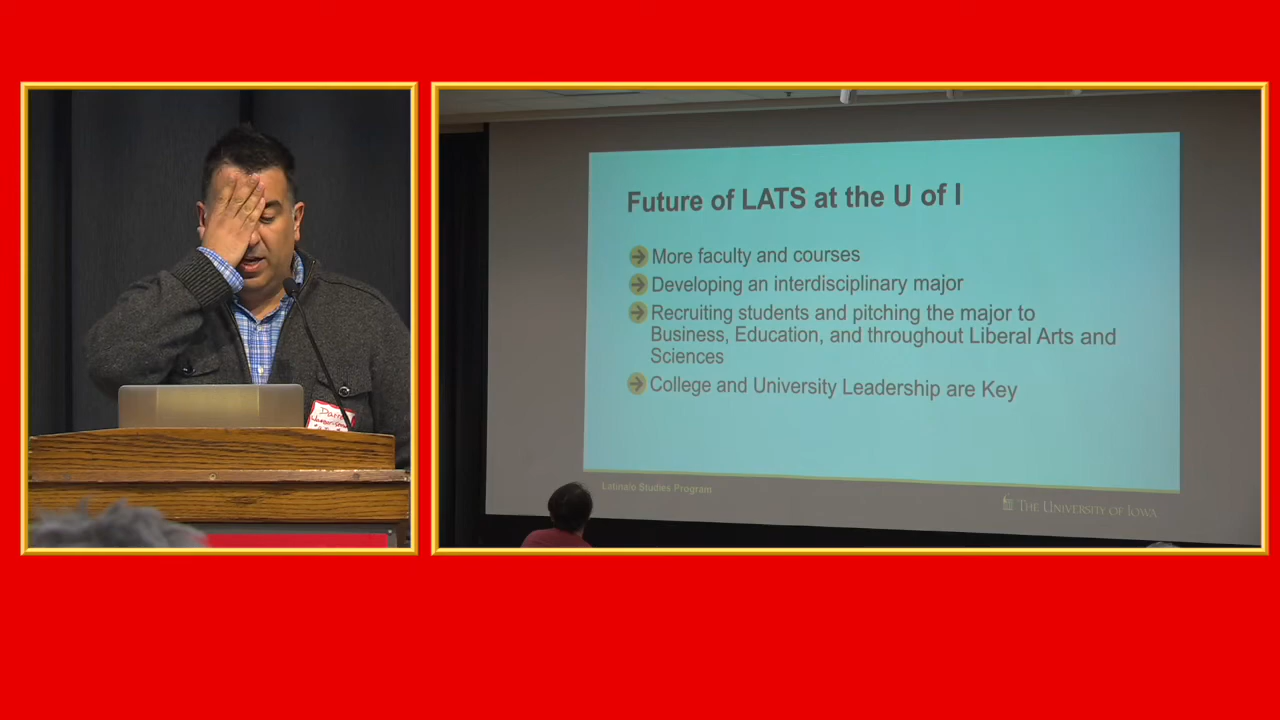 Future of LATS at the U of I
More faculty and courses
Developing an interdisciplinary major
Recruiting students and pitching the major to
Business, Education, and throughout Liberal Arts and
Sciences
College and University Leadership are Key
Latina/o Studies Program
THE UNIVERSITY OF IOWA